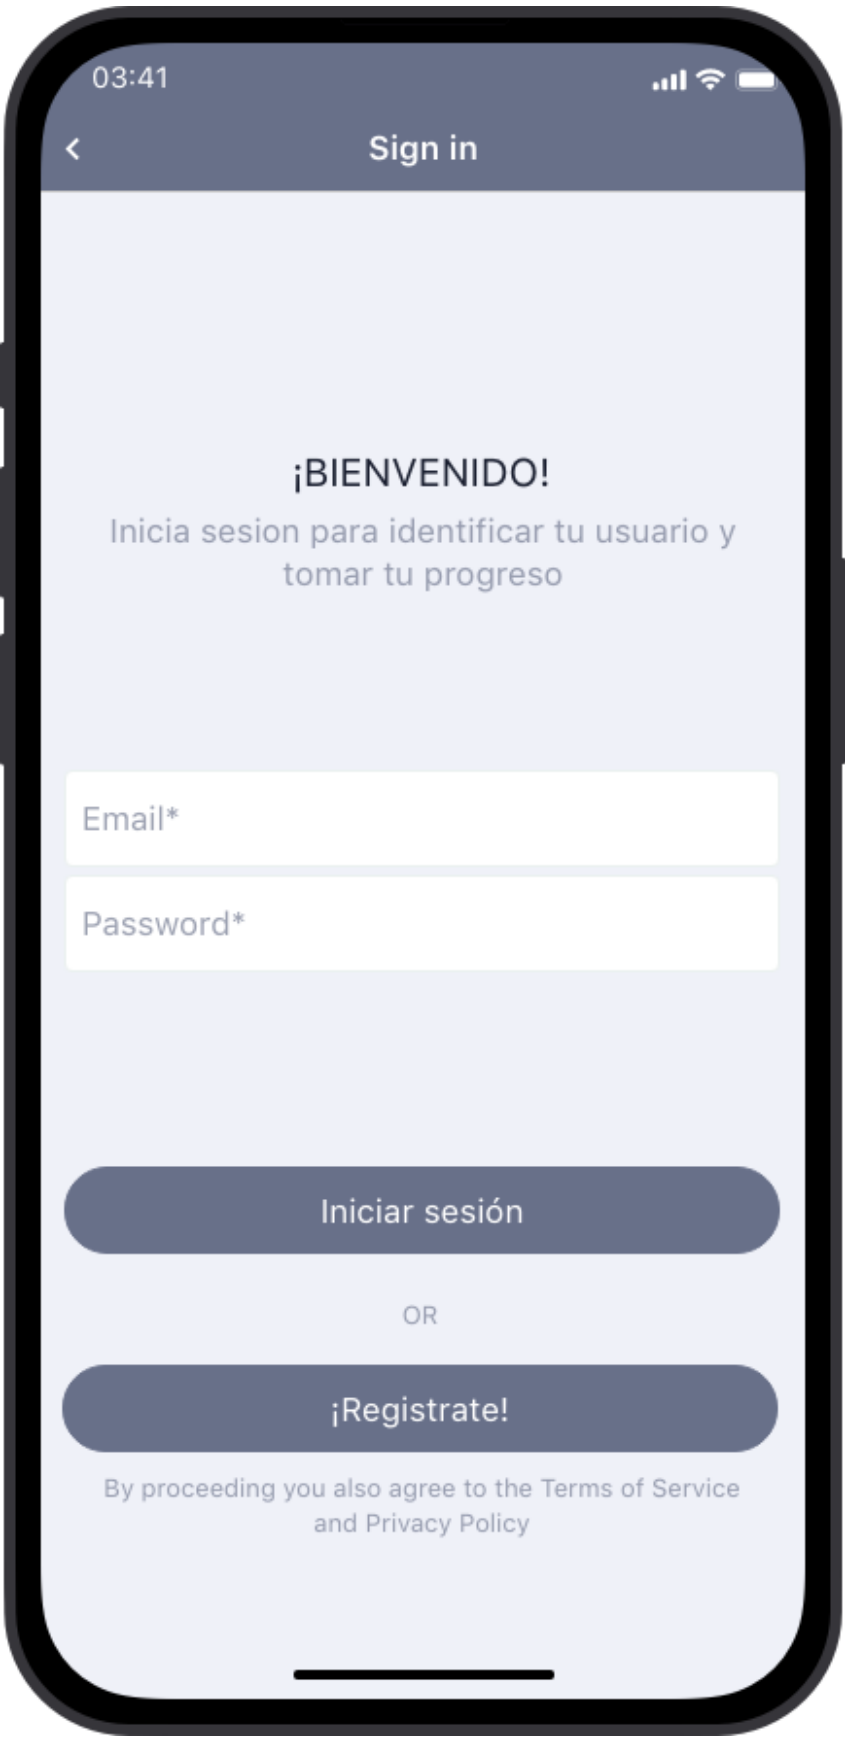 03:41
Sign in
¡BIENVENIDO!
Inicia sesion para identificar tu usuario y
tomar tu progreso
Email*
Password*
Iniciar sesión
OR
¡Registrate!
By proceeding you also agree to the Terms of Service
and Privacy Policy